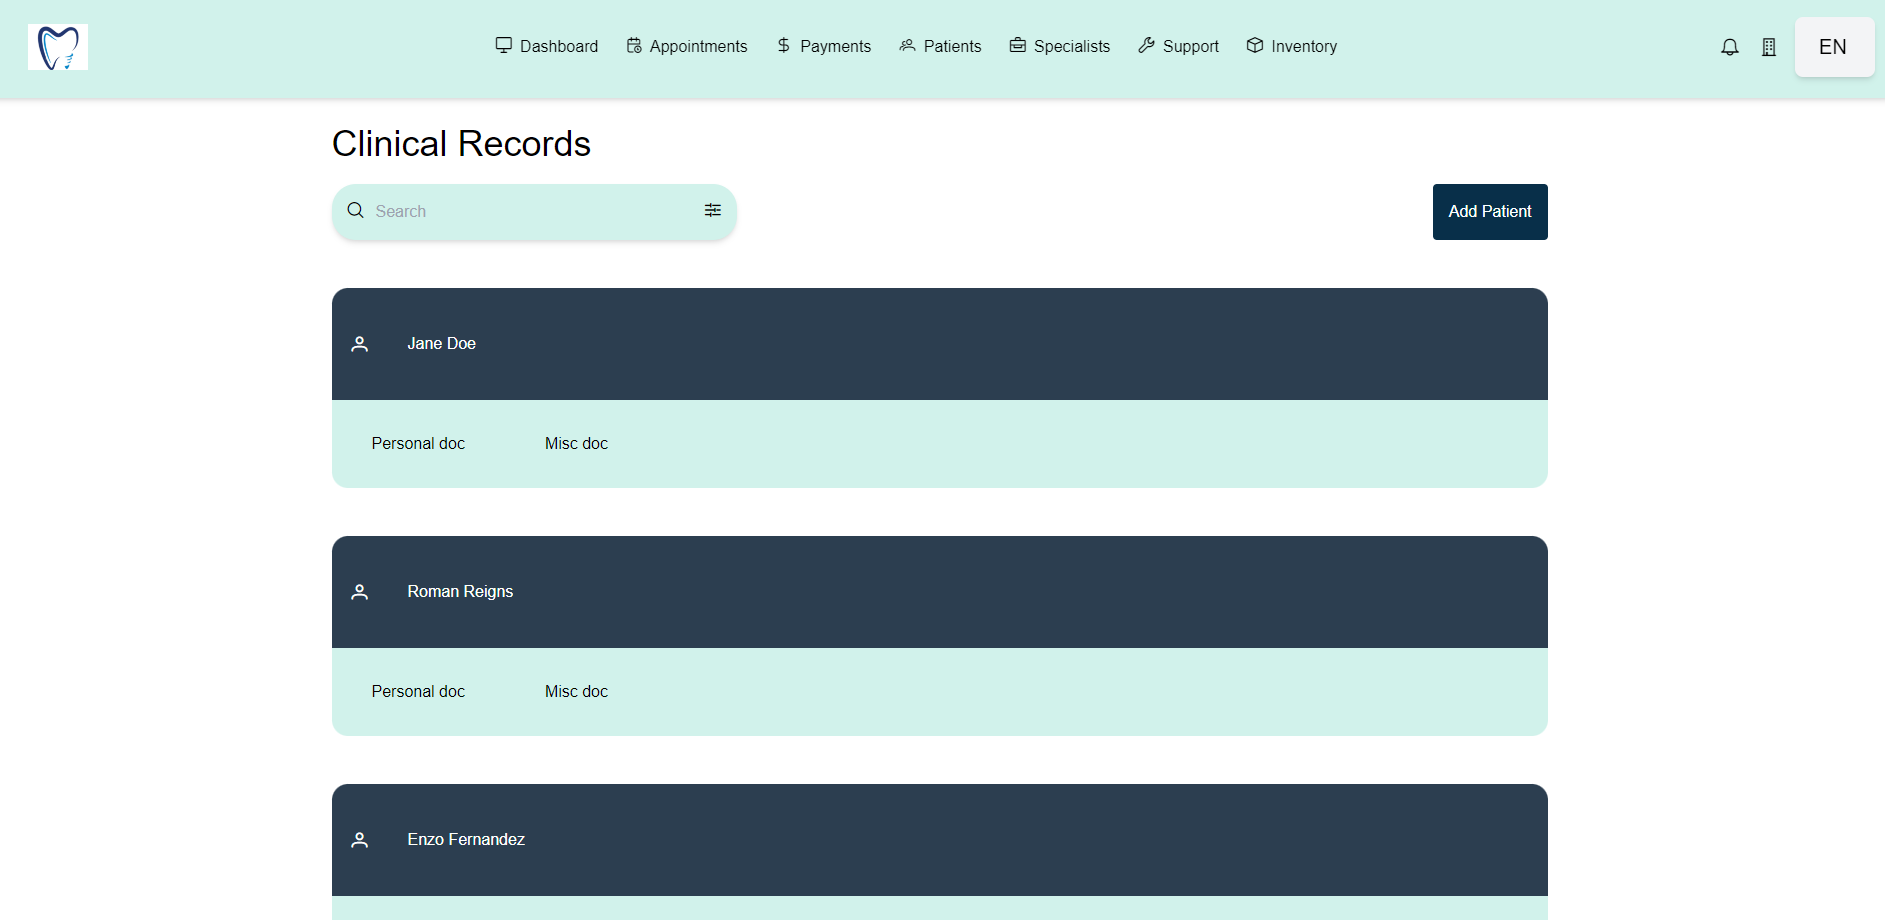 Dashboard Appointments Payments Patients Specialists Support Inventory EN
Clinical Records
Search Add Patient
Jane Doe
Personal doc Misc doc
Roman Reigns
Personal doc Misc doc
Enzo Fernandez